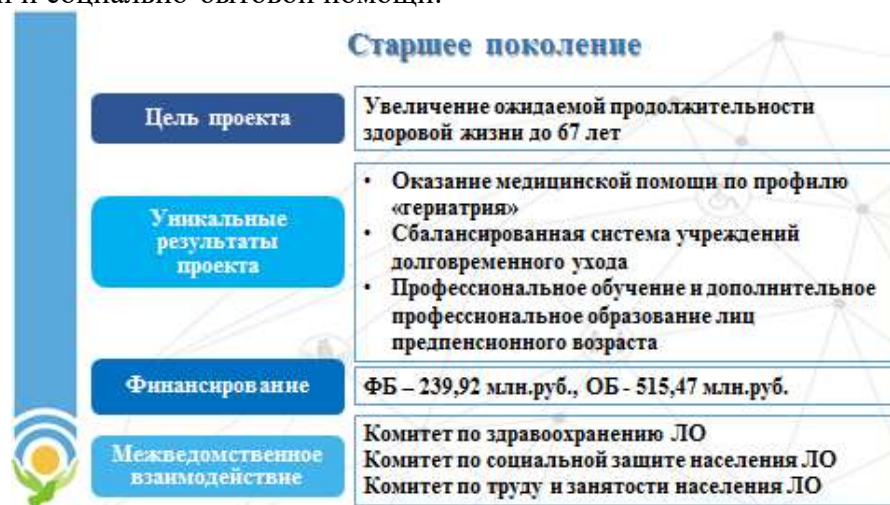 и социально-бытовой помощи.
Старшее поколение
Цель проекта
Увеличение ожидаемой продолжительности
здоровой жизни до 67 лет
Уникальные
результаты
проекта
• Оказание медицинской помощи по профилю
«гериатрия»
• Сбалансированная система учреждений
долговременного ухода
• Профессиональное обучение и дополнительное
профессиональное образование лиц
предпенсионного возраста
Финансирование
ФБ – 239,92 млн.руб., ОБ - 515,47 млн.руб.
Межведомственное
взаимодействие
Комитет по здравоохранению ЛО
Комитет по социальной защите населения ЛО
Комитет по труду и занятости населения ЛО